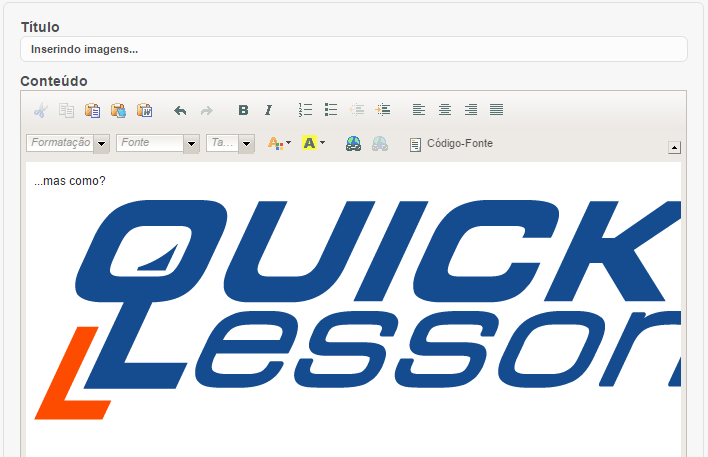 Título
Inserindo imagens...
Conteúdo
B I
Formatação Fonte Ta... A A Código-Fonte
...mas como?
QUICK
Lesson